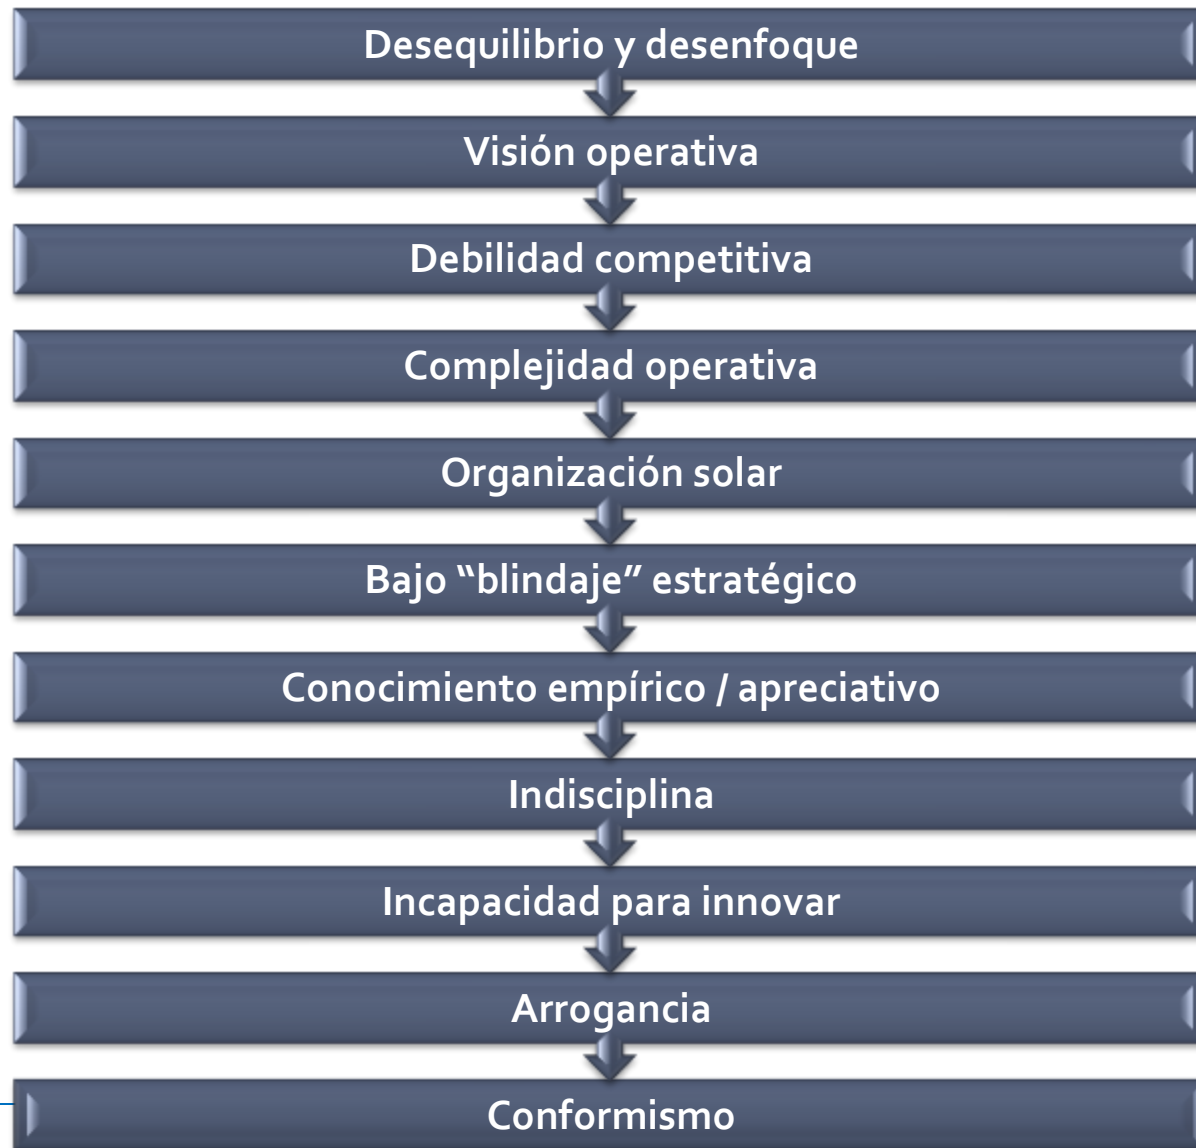 Desequilibrio y desenfoque
Visión operativa
Debilidad competitiva
Complejidad operativa
Organización solar
Bajo “blindaje” estratégico
Conocimiento empírico / apreciativo
Indisciplina
Incapacidad para innovar
Arrogancia
Conformismo